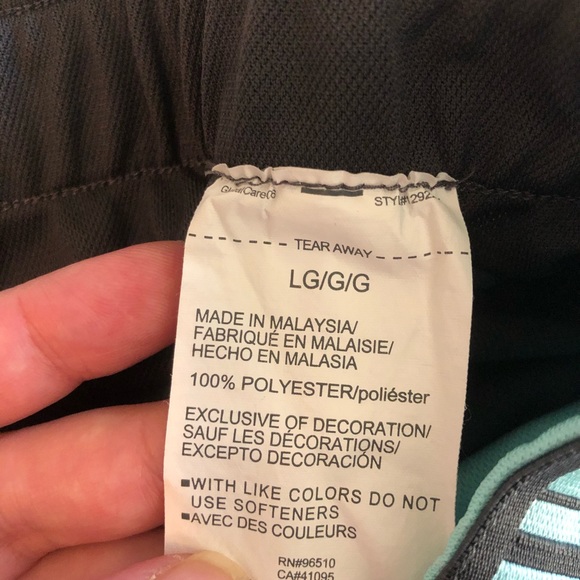 TEAR AWAY
LG/G/G
MADE IN MALAYSIA/
FABRIQUÉ EN MALAISIE/
HECHO EN MALASIA
100% POLYESTER/poliéster
EXCLUSIVE OF DECORATION/
SAUF LES DÉCORATIONS/
EXCEPTO DECORACIÓN
▪WITH LIKE COLORS DO NOT
USE SOFTENERS
▪AVEC DES COULEURS
RN#96510
CA#41095